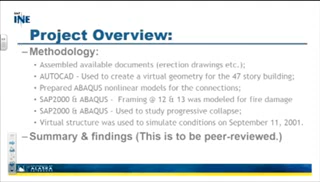 INE
Project Overview:
– Methodology:
• Assembled available documents (erection drawings etc.);
• AUTOCAD - Used to create a virtual geometry for the 47 story building;
• Prepared ABAQUS nonlinear models for the connections;
• SAP2000 & ABAQUS - Framing @ 12 & 13 was modeled for fire damage
• SAP2000 & ABAQUS - Used to study progressive collapse;
• Virtual structure was used to simulate conditions on September 11, 2001.
– Summary & findings (This is to be peer-reviewed.)
ALASKA